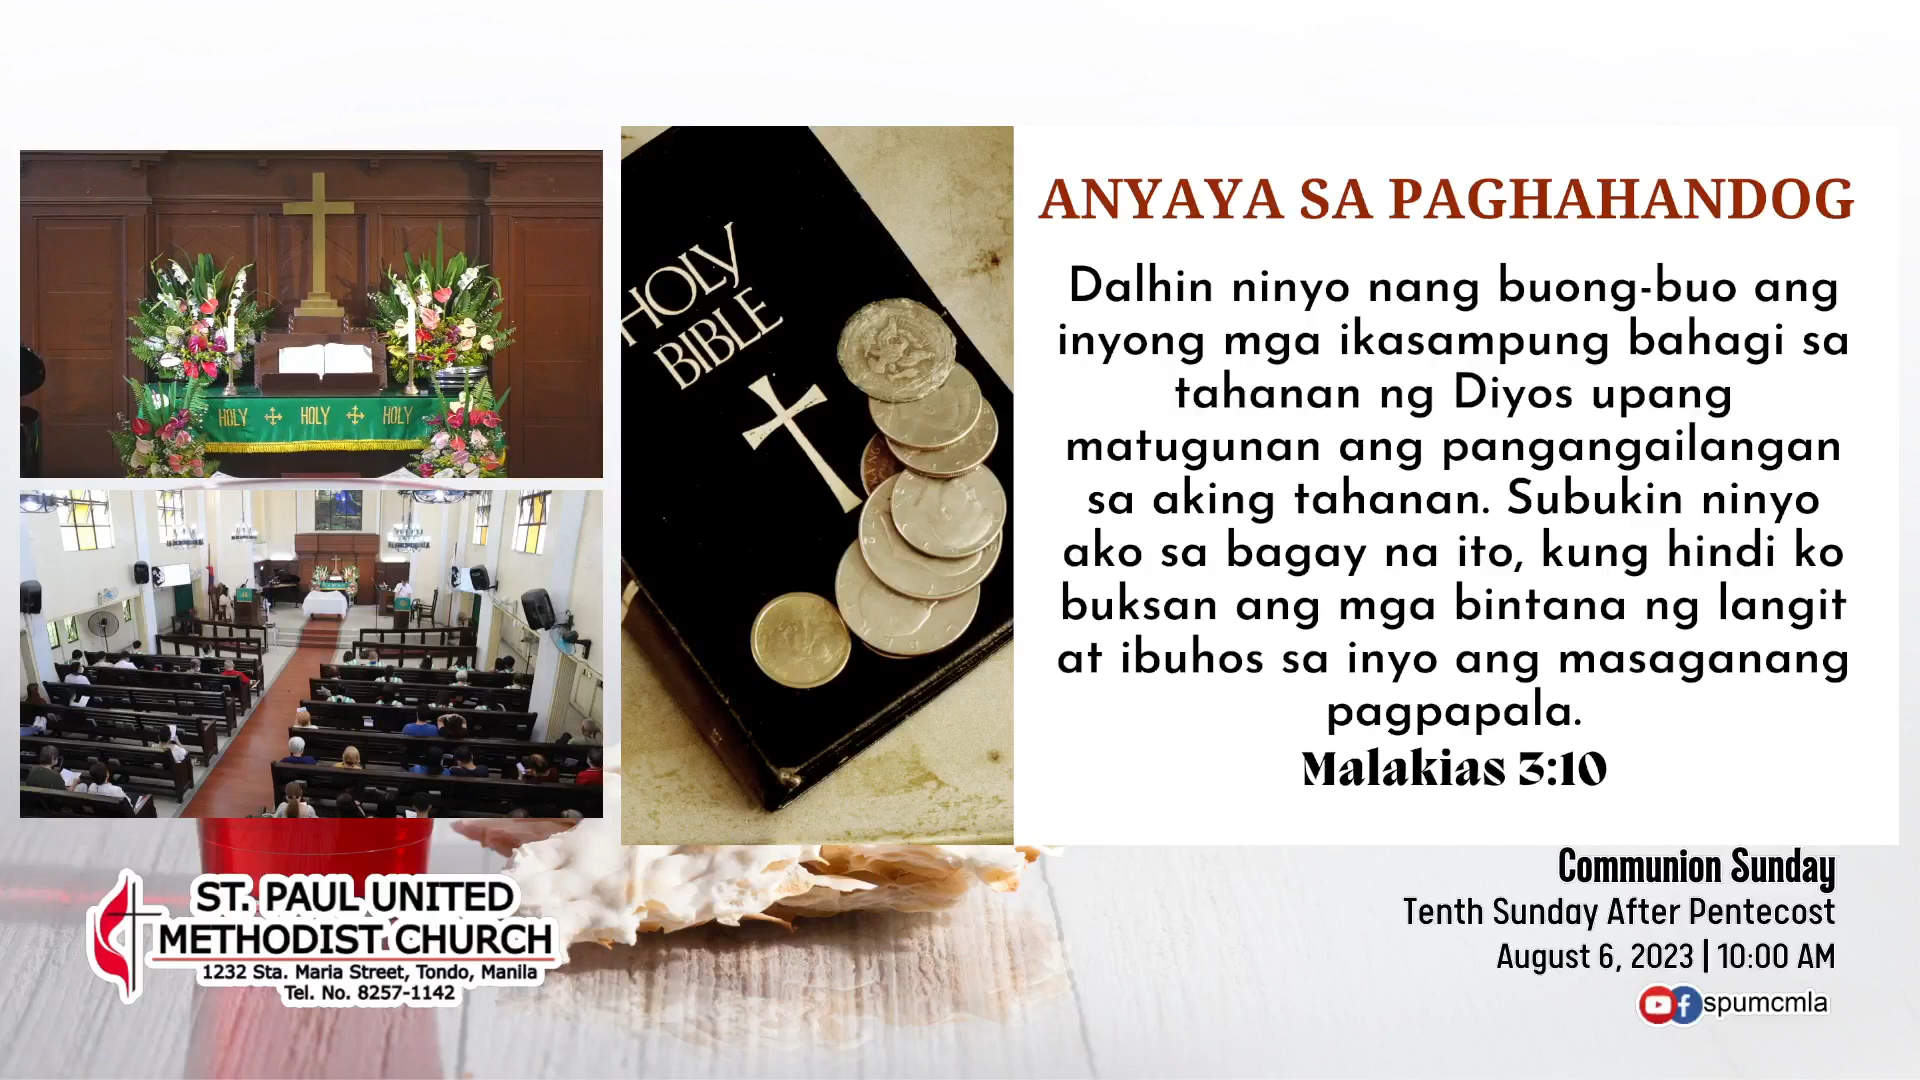 HOLY HOLY HOLY
HOLY
BIBLE
ANYAYA SA PAGHAHANDOG
Dalhin ninyo nang buong-buo ang
inyong mga ikasampung bahagi sa
tahanan ng Diyos upang
matugunan ang pangangailangan
sa aking tahanan. Subukin ninyo
ako sa bagay na ito, kung hindi ko
buksan ang mga bintana ng langit
at ibuhos sa inyo ang masaganang
pagpapala.
Malakias 3:10
ST. PAUL UNITED
METHODIST CHURCH
1232 Sta. Maria Street, Tondo, Manila
Tel. No. 8257-1142
Communion Sunday
Tenth Sunday After Pentecost
August 6, 2023 | 10:00 AM
spumcmla